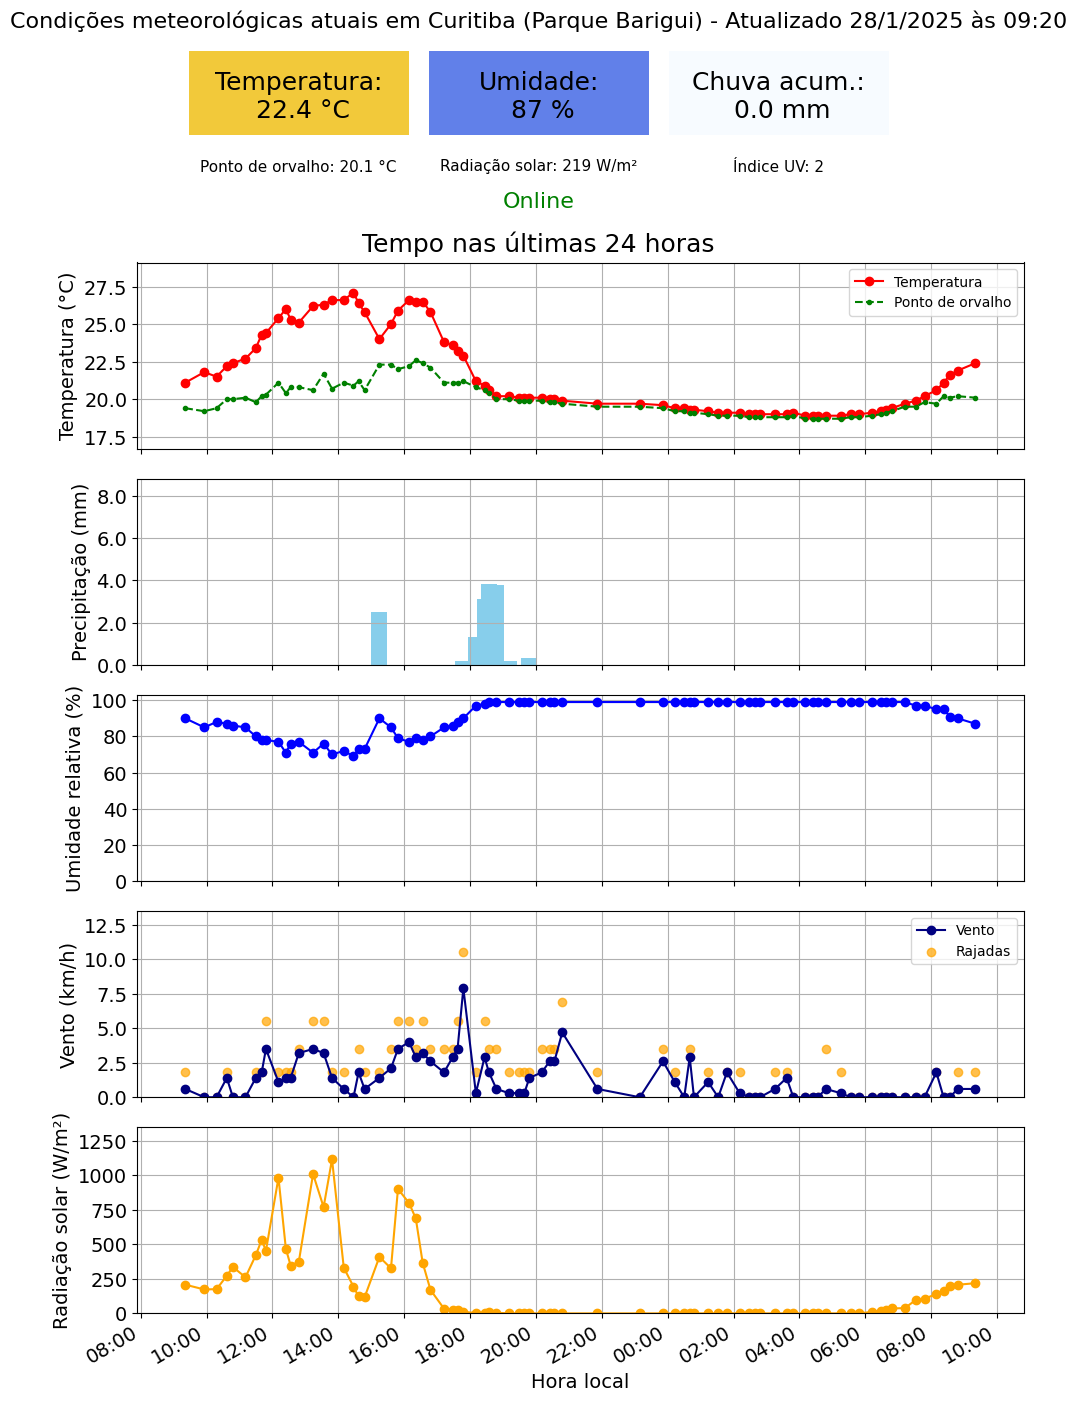 Condições meteorológicas atuais em Curitiba (Parque Barigui) - Atualizado 28/1/2025 às 09:20
Temperatura:
22.4 °C
Umidade:
87 %
Chuva acum.:
0.0 mm
Ponto de orvalho: 20.1 °C
Radiação solar: 219 W/m²
Índice UV: 2
Online
Tempo nas últimas 24 horas
Temperatura (°C)
27.5
25.0
22.5
20.0
17.5
Temperatura
Ponto de orvalho
Precipitação (mm)
8.0
6.0
4.0
2.0
0.0
Umidade relativa (%)
100
80
60
40
20
0
Vento (km/h)
12.5
10.0
7.5
5.0
2.5
0.0
Vento
Rajadas
Radiação solar (W/m²)
1250
1000
750
500
250
0
08:00
10:00
12:00
14:00
16:00
18:00
20:00
22:00
00:00
02:00
04:00
06:00
08:00
10:00
Hora local